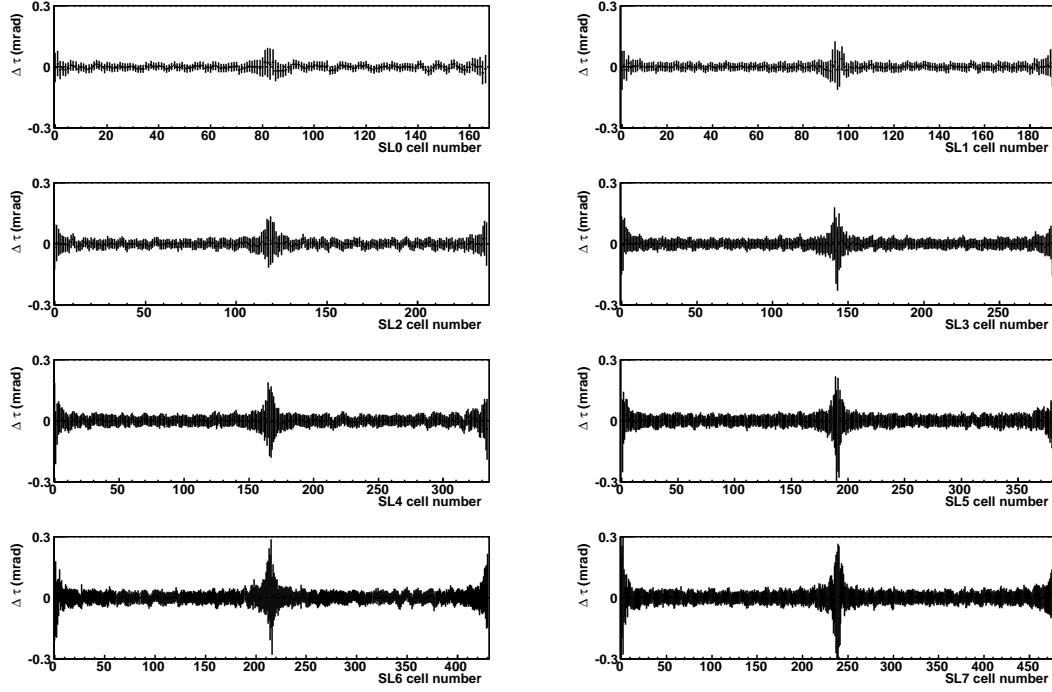 0.3 0.3
Δ τ (mrad) Δ τ (mrad)
0 0
-0.3 -0.3
0 20 40 60 80 100 120 140 160 0 20 40 60 80 100 120 140 160 180
SL0 cell number SL1 cell number
0.3 0.3
Δ τ (mrad) Δ τ (mrad)
0 0
-0.3 -0.3
0 50 100 150 200 0 50 100 150 200 250
SL2 cell number SL3 cell number
0.3 0.3
Δ τ (mrad) Δ τ (mrad)
0 0
-0.3 -0.3
0 50 100 150 200 250 300 0 50 100 150 200 250 300 350
SL4 cell number SL5 cell number
0.3 0.3
Δ τ (mrad) Δ τ (mrad)
0 0
-0.3 -0.3
0 50 100 150 200 250 300 350 400 0 50 100 150 200 250 300 350 400 450
SL6 cell number SL7 cell number